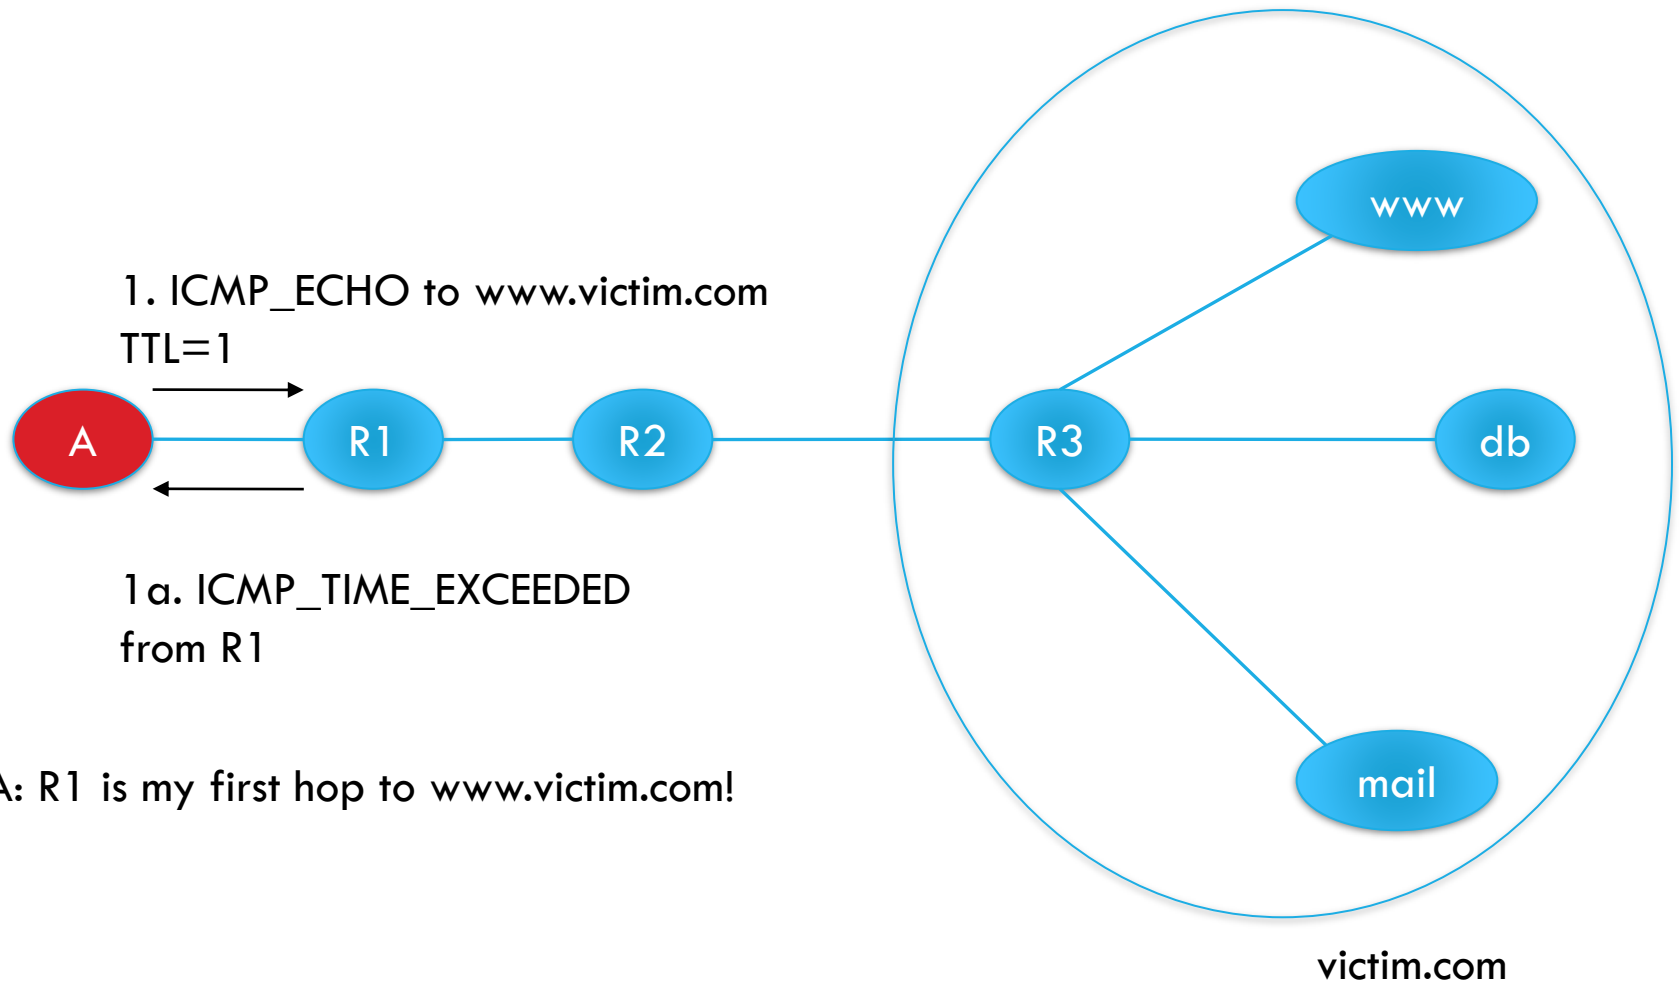 www
1. ICMP_ECHO to www.victim.com
TTL=1
A
R1
R2
R3
db
1a. ICMP_TIME_EXCEEDED
from R1
A: R1 is my first hop to www.victim.com!
mail
victim.com